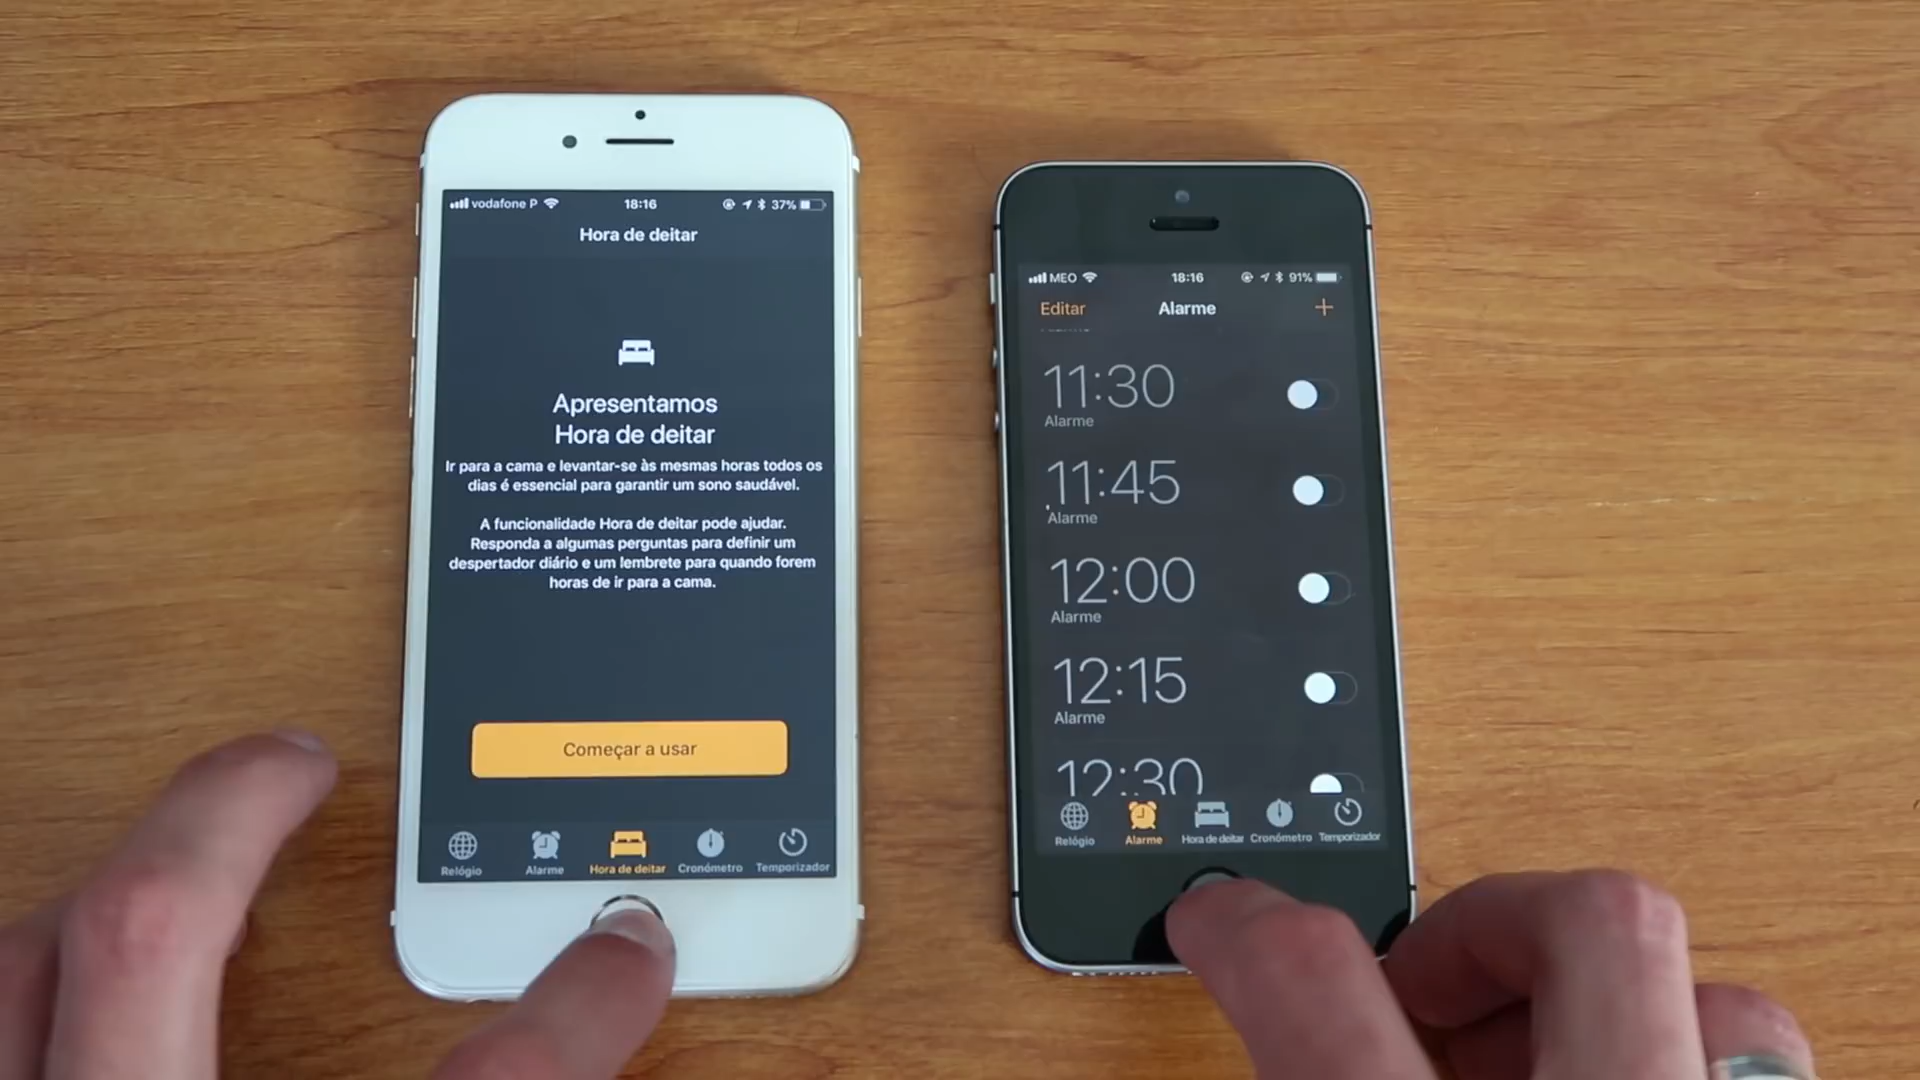 vodafone P 18:16 37%
Hora de deitar
Apresentamos
Hora de deitar
Ir para a cama e levantar-se às mesmas horas todos os
dias é essencial para garantir um sono saudável.
A funcionalidade Hora de deitar pode ajudar.
Responda a algumas perguntas para definir um
despertador diário e um lembrete para quando forem
horas de ir para a cama.
Começar a usar
Relógio Alarme Hora de deitar Cronómetro Temporizador
MEO 18:16 91%
Editar Alarme +
11:30
Alarme
11:45
Alarme
12:00
Alarme
12:15
Alarme
12:30
Relógio Alarme Hora de deitar Cronómetro Temporizador